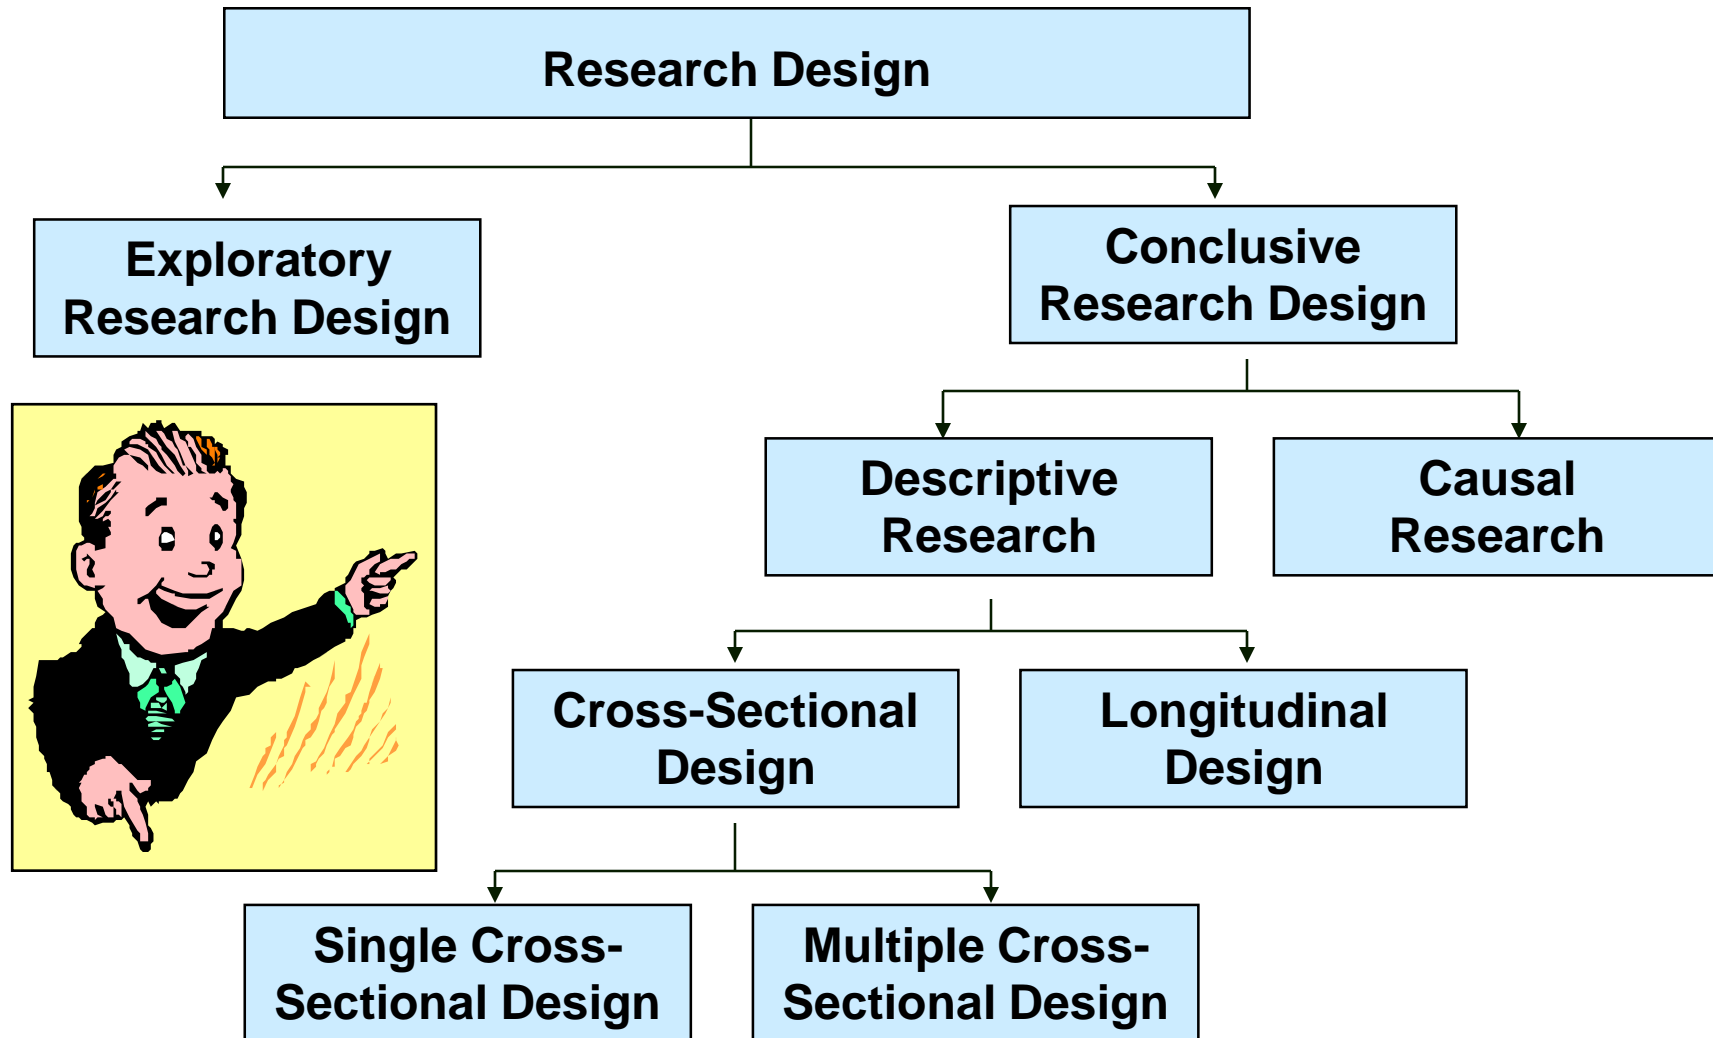 Research Design
Exploratory
Research Design
Conclusive
Research Design
Descriptive
Research
Causal
Research
Cross-Sectional
Design
Longitudinal
Design
Single Cross-
Sectional Design
Multiple Cross-
Sectional Design